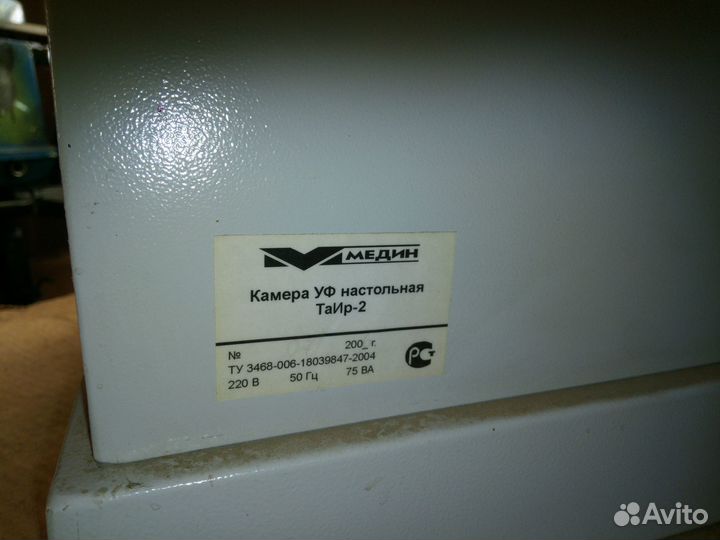 МЕДИН
Камера УФ настольная
ТаИр-2
№ 200_ г.
ТУ 3468-006-18039847-2004
220 В 50 Гц 75 ВА
РСТ
Avito